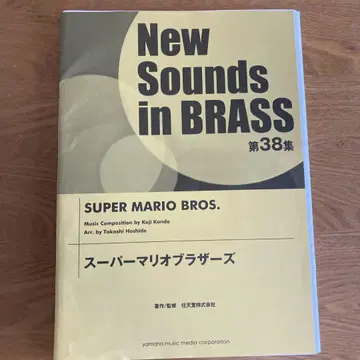 New
Sounds
in BRASS
第38集
SUPER MARIO BROS.
Music Composition by Koji Kondo
Arr. by Takashi Hoshide
スーパーマリオブラザーズ
著作/監修 任天堂株式会社
yamaha music media corporation